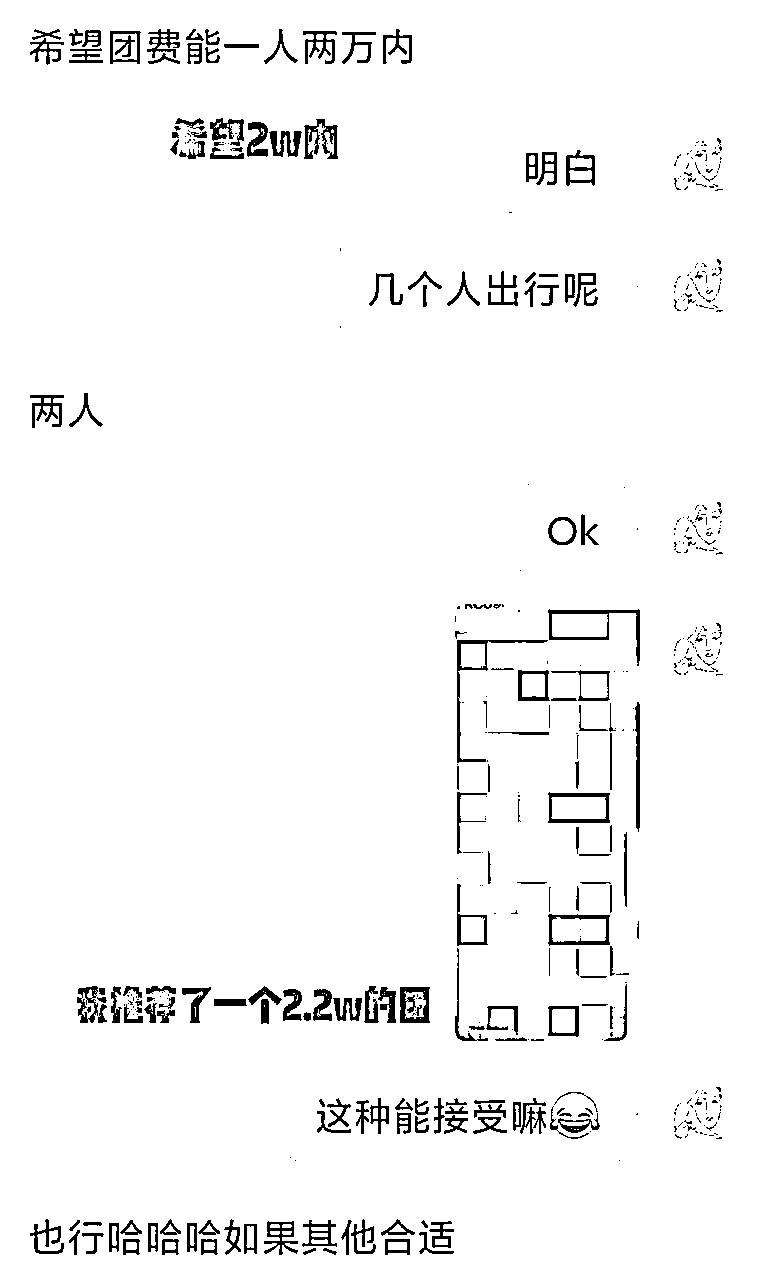 希望团费能一人两万内
希望2w内
明白
几个人出行呢
两人
Ok
我推荐了一个2.2w的团
这种能接受嘛😂
也行哈哈哈如果其他合适